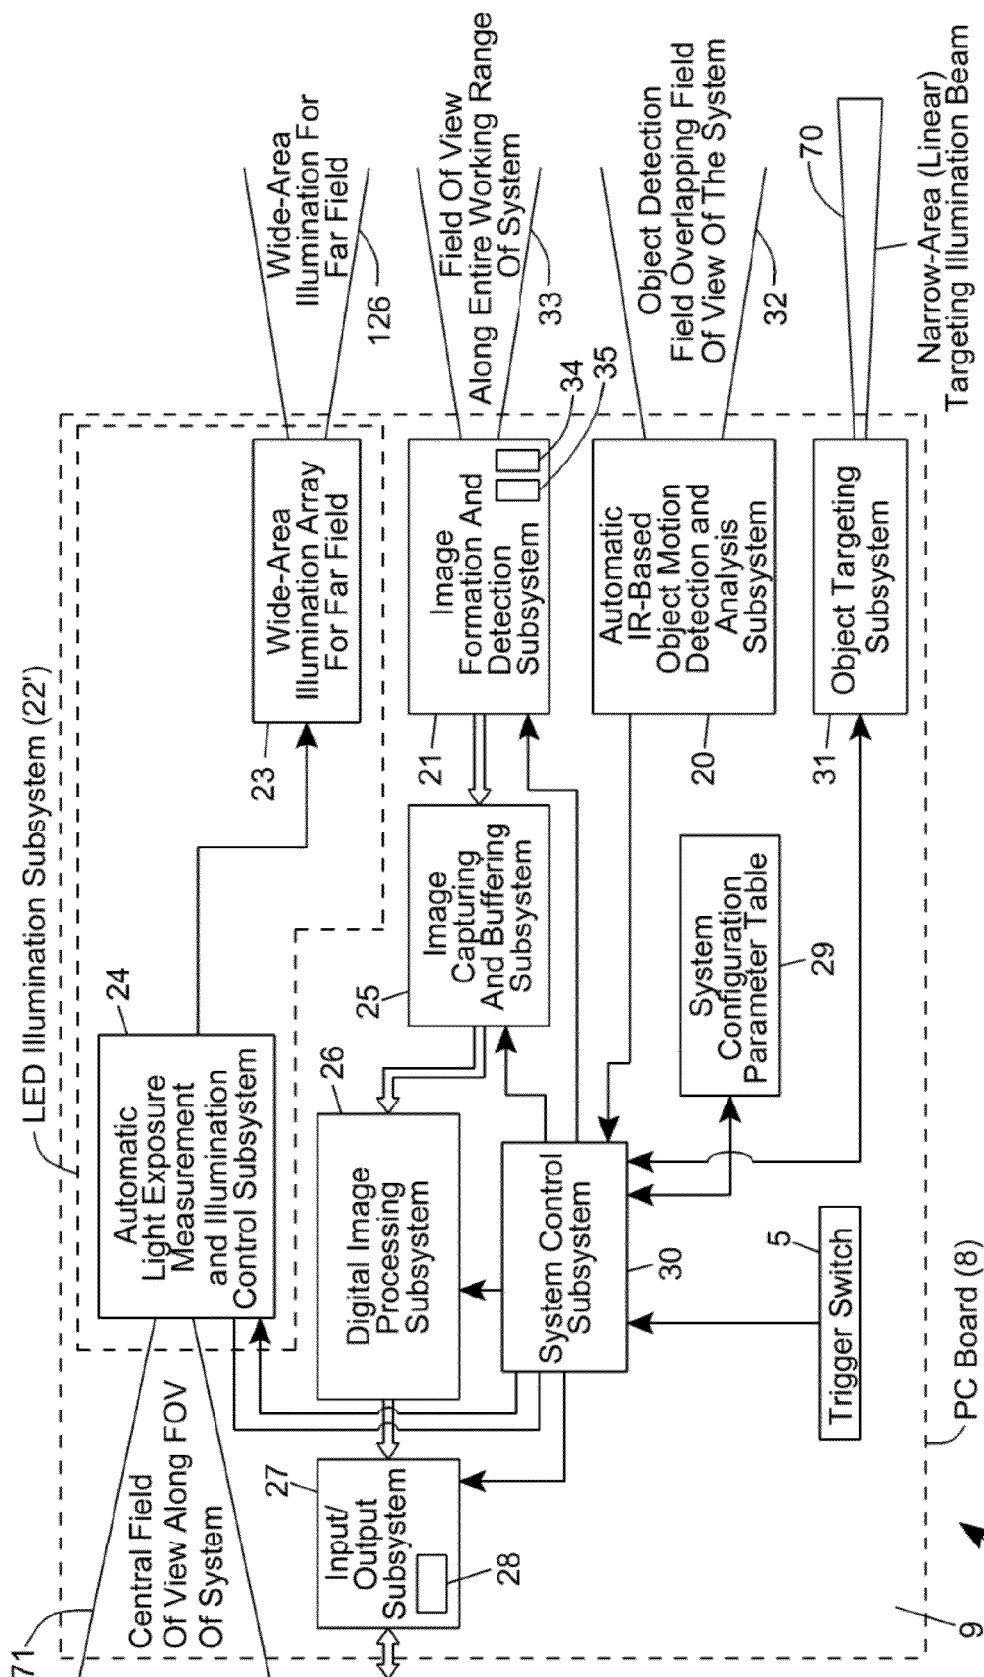 LED Illumination Subsystem (22')
71
Central Field
Of View Along FOV
Of System
24
Automatic
Light Exposure
Measurement
and Illumination
Control Subsystem
23
Wide-Area
Illumination Array
For Far Field
Wide-Area
Illumination For
Far Field
126
27
Input/
Output
Subsystem
28
26
Digital Image
Processing
Subsystem
25
Image
Capturing
And Buffering
Subsystem
21
Image
Formation And
Detection
Subsystem
34
35
Field Of View
Along Entire Working Range
Of System
33
System Control
Subsystem
30
Automatic
IR-Based
Object Motion
Detection and
Analysis
Subsystem
20
Object Detection
Field Overlapping Field
Of View Of The System
32
System
Configuration
Parameter Table
29
5
Trigger Switch
31
Object Targeting
Subsystem
70
Narrow-Area (Linear)
Targeting Illumination Beam
9
PC Board (8)